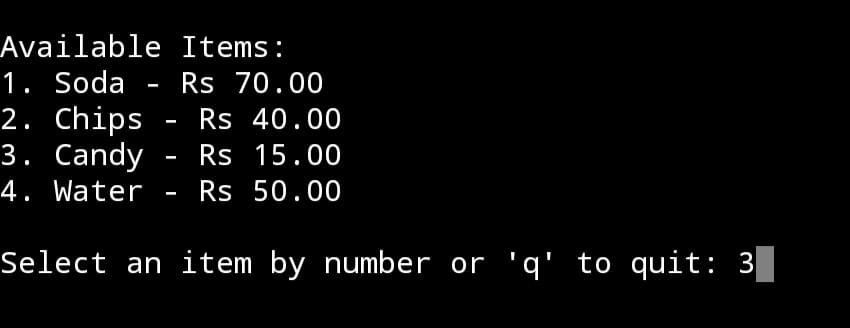 Available Items:
1. Soda - Rs 70.00
2. Chips - Rs 40.00
3. Candy - Rs 15.00
4. Water - Rs 50.00
Select an item by number or 'q' to quit: 3